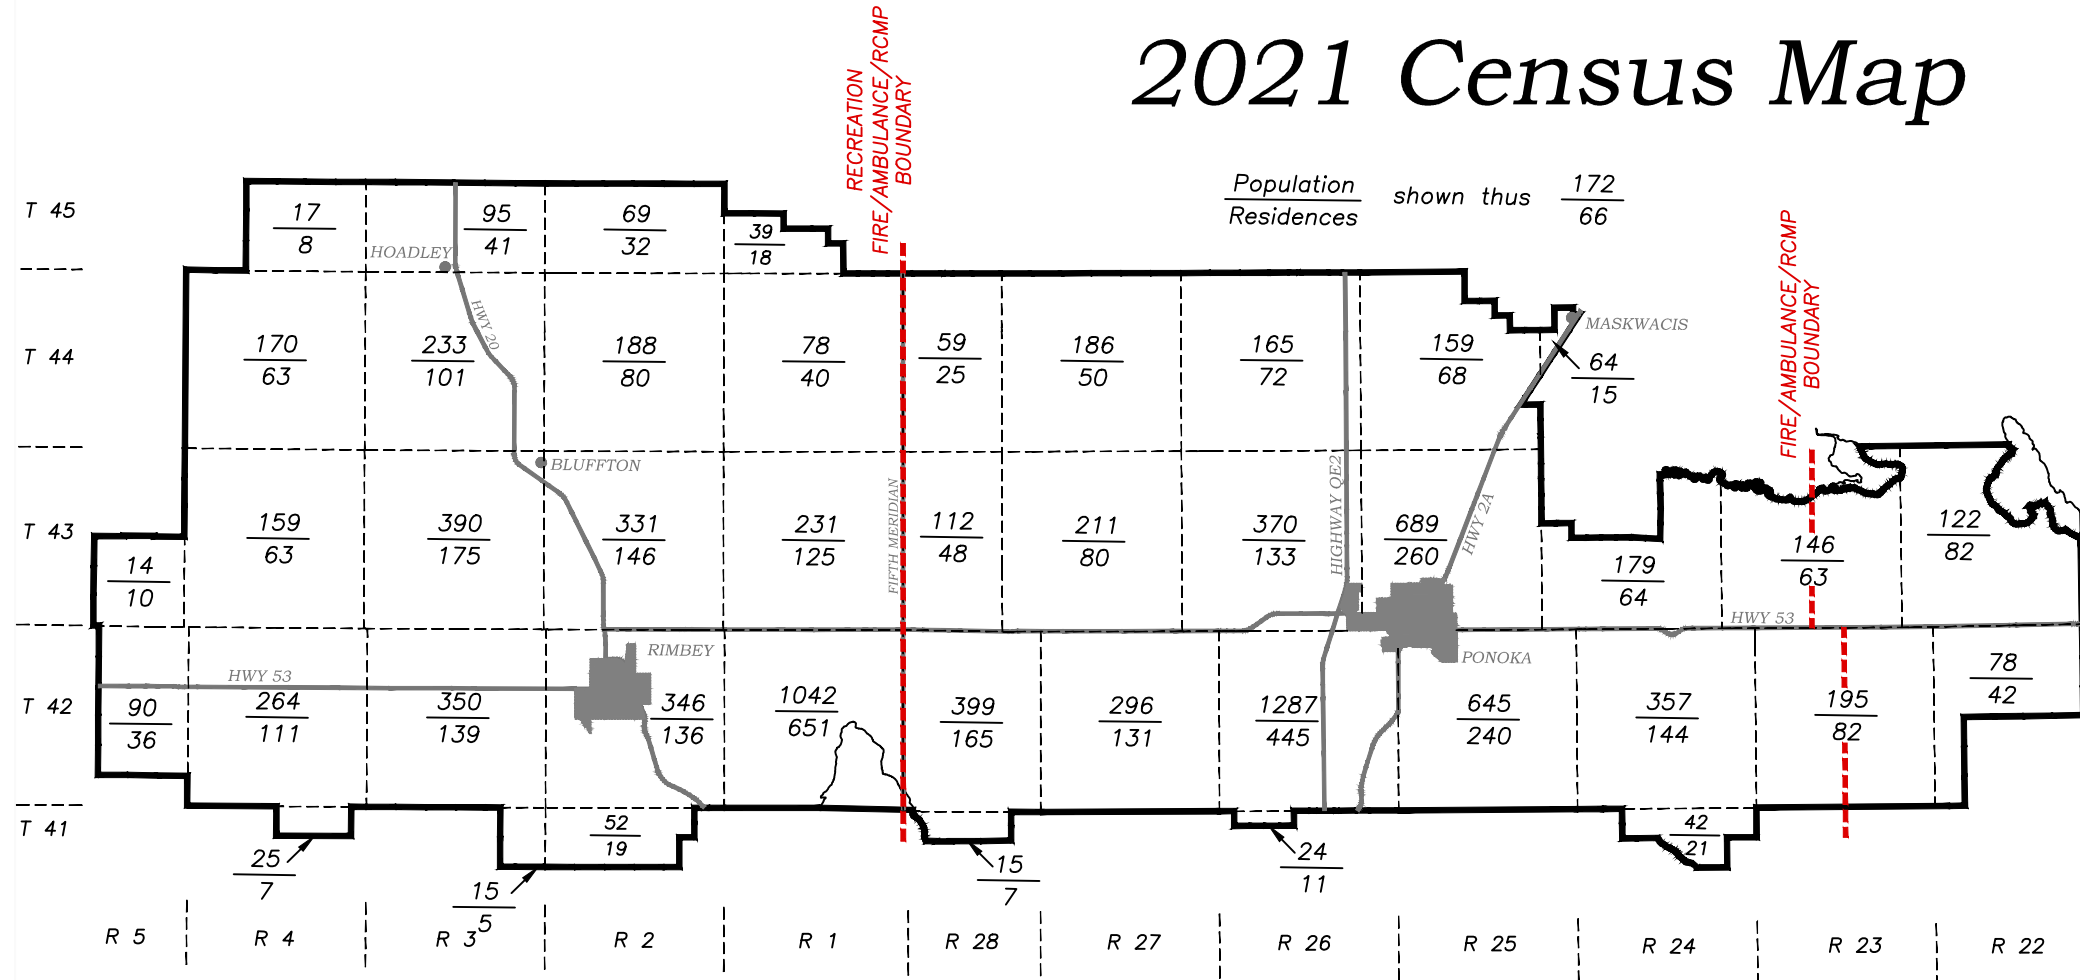 2021 Census Map
RECREATION
FIRE/AMBULANCE/RCMP
BOUNDARY
Population
Residences
shown thus
172
66
FIRE/AMBULANCE/RCMP
BOUNDARY
T 45
17
8
95
41
69
32
39
18
HOADLEY
HWY 20
T 44
170
63
233
101
188
80
78
40
59
25
186
50
165
72
159
68
64
15
MASKWACIS
BLUFFTON
FIFTH MERIDIAN
HIGHWAY QE2
HWY 2A
T 43
14
10
159
63
390
175
331
146
231
125
112
48
211
80
370
133
689
260
179
64
146
63
122
82
HWY 53
RIMBEY
PONOKA
HWY 53
T 42
90
36
264
111
350
139
346
136
1042
651
399
165
296
131
1287
445
645
240
357
144
195
82
78
42
T 41
25
7
15
5
52
19
15
7
24
11
42
21
R 5
R 4
R 3
R 2
R 1
R 28
R 27
R 26
R 25
R 24
R 23
R 22